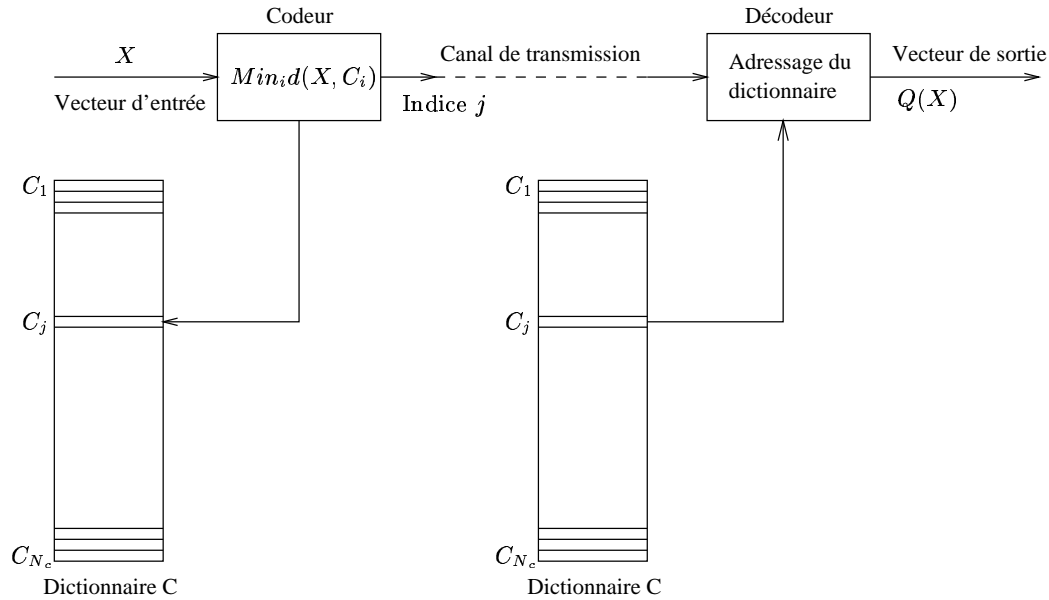 Codeur
Décodeur
X
Vecteur d'entrée
Min_i d(X, C_i)
Canal de transmission
Indice j
Adressage du
dictionnaire
Vecteur de sortie
Q(X)
C_1
C_j
C_{N_c}
Dictionnaire C
C_1
C_j
C_{N_c}
Dictionnaire C